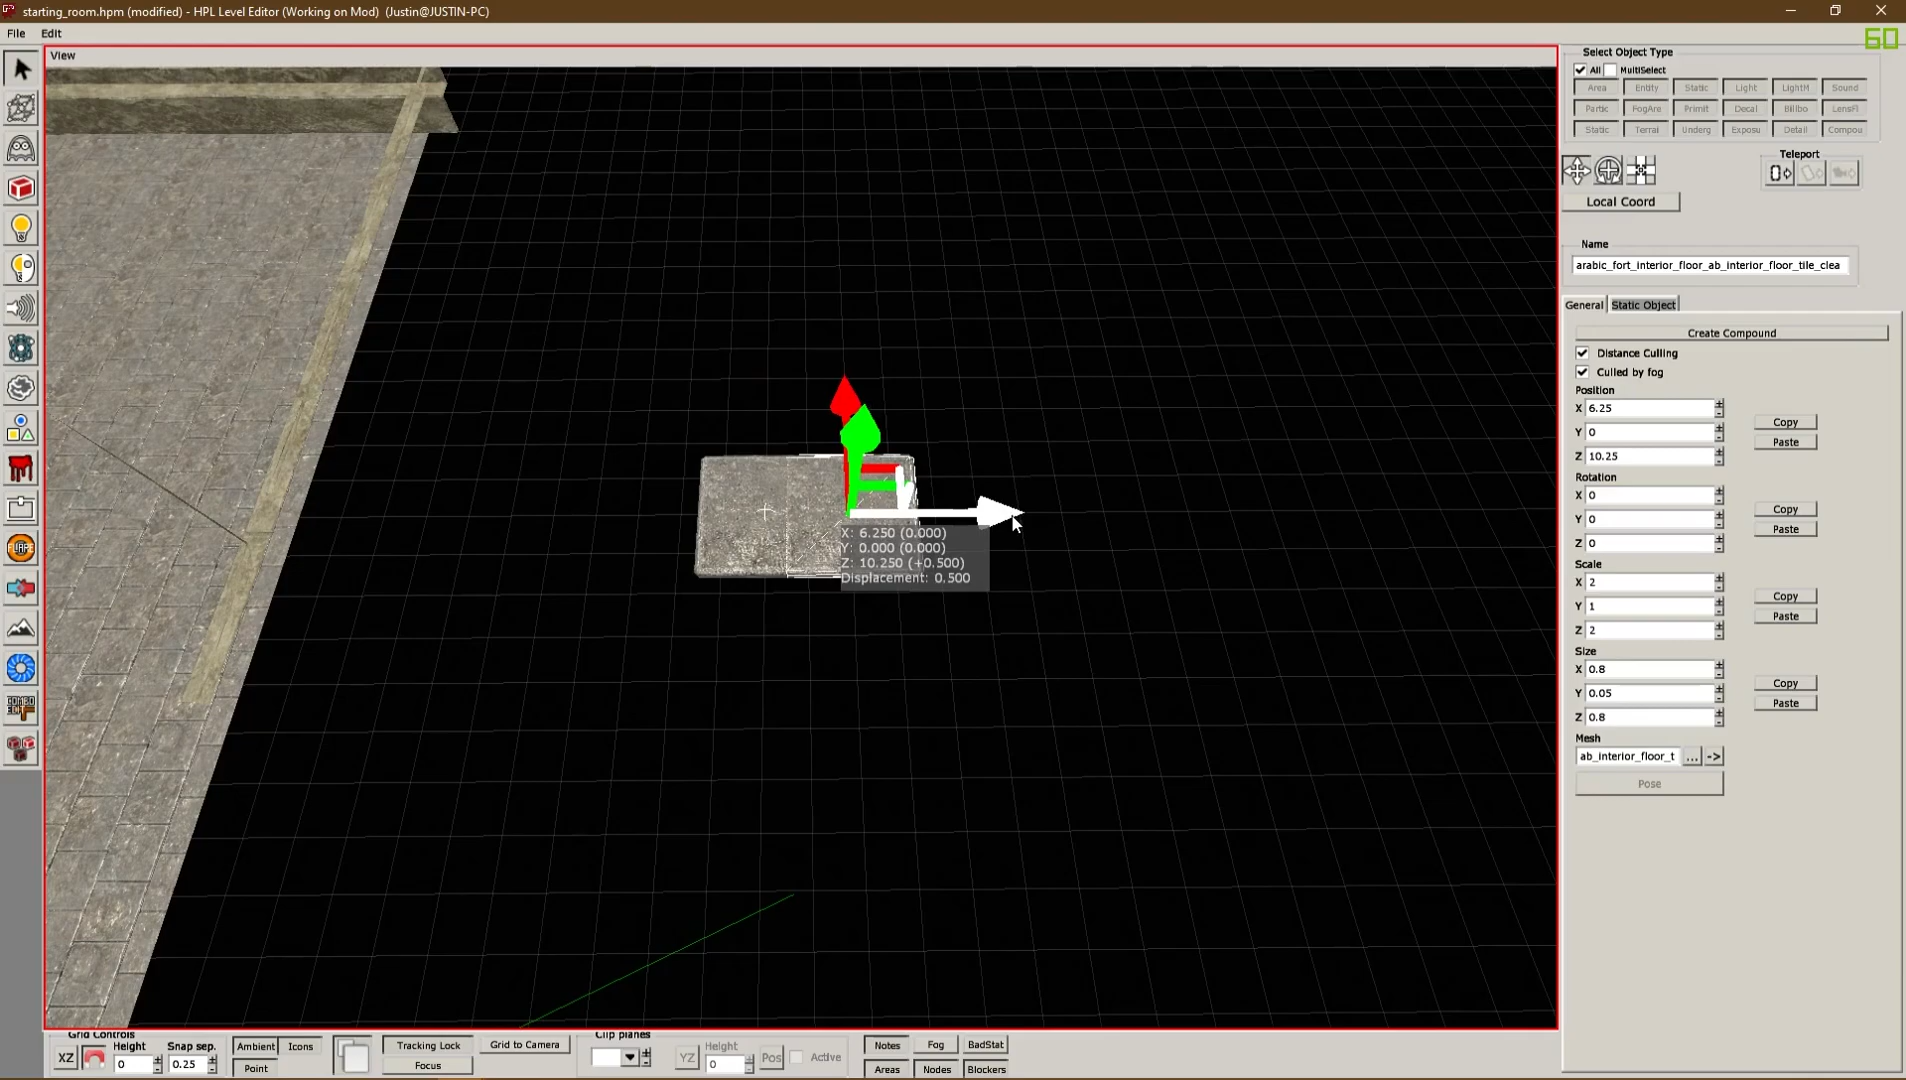 starting_room.hpm (modified) - HPL Level Editor (Working on Mod) (Justin@JUSTIN-PC)
File Edit
60
View
Select Object Type
All MultiSelect
Area Entity Static Light LightM Sound
Partic FogAre Primit Decal Billbo LensFl
Static Terrai Underg Exposu Detail Compou
Teleport
Local Coord
Name
arabic_fort_interior_floor_ab_interior_floor_tile_clea
General Static Object
Create Compound
Distance Culling
Culled by fog
Position
X 6.25
Y 0
Z 10.25
Copy
Paste
Rotation
X 0
Y 0
Z 0
Copy
Paste
Scale
X 2
Y 1
Z 2
Copy
Paste
Size
X 0.8
Y 0.05
Z 0.8
Copy
Paste
Mesh
ab_interior_floor_t ... ->
Pose
X: 6.250 (0.000)
Y: 0.000 (0.000)
Z: 10.250 (+0.500)
Displacement: 0.500
FLARE
Grid Controls
XZ Height 0 Snap sep. 0.25
Ambient Icons
Point
Tracking Lock
Focus
Grid to Camera
Clip planes
YZ Height 0 Pos Active
Notes Fog BadStat
Areas Nodes Blockers